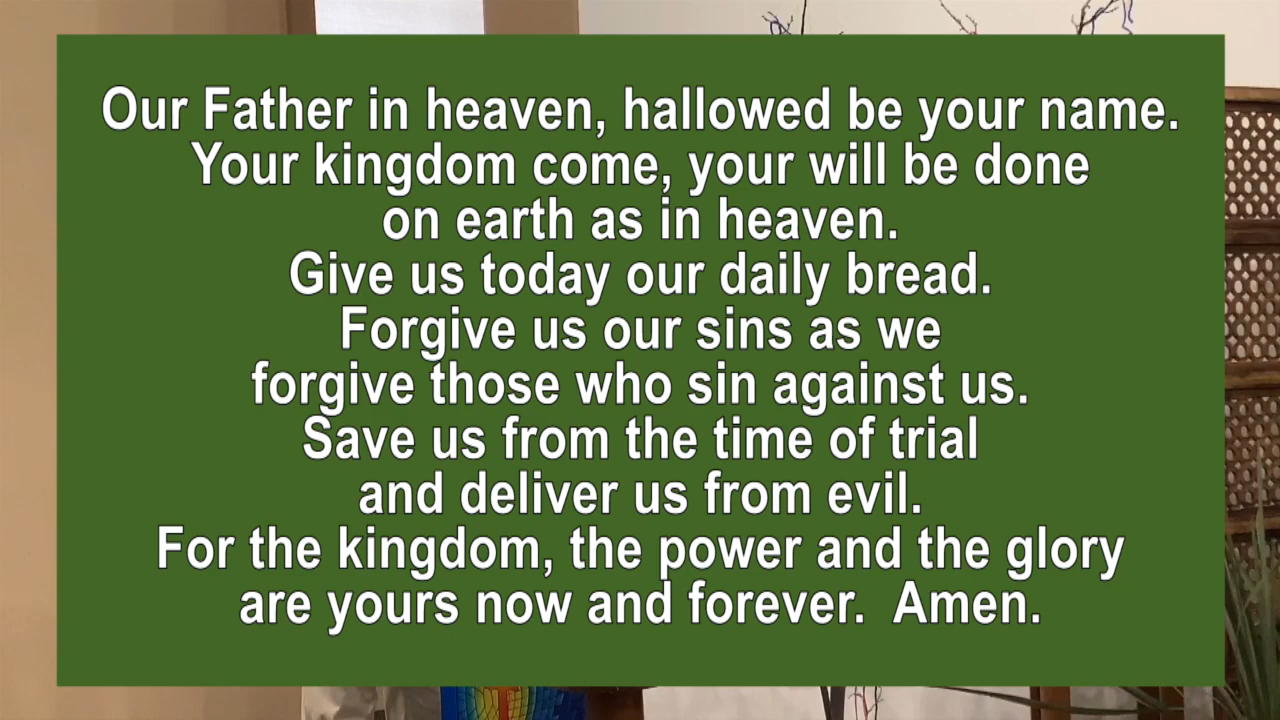 Our Father in heaven, hallowed be your name.
Your kingdom come, your will be done
on earth as in heaven.
Give us today our daily bread.
Forgive us our sins as we
forgive those who sin against us.
Save us from the time of trial
and deliver us from evil.
For the kingdom, the power and the glory
are yours now and forever.  Amen.